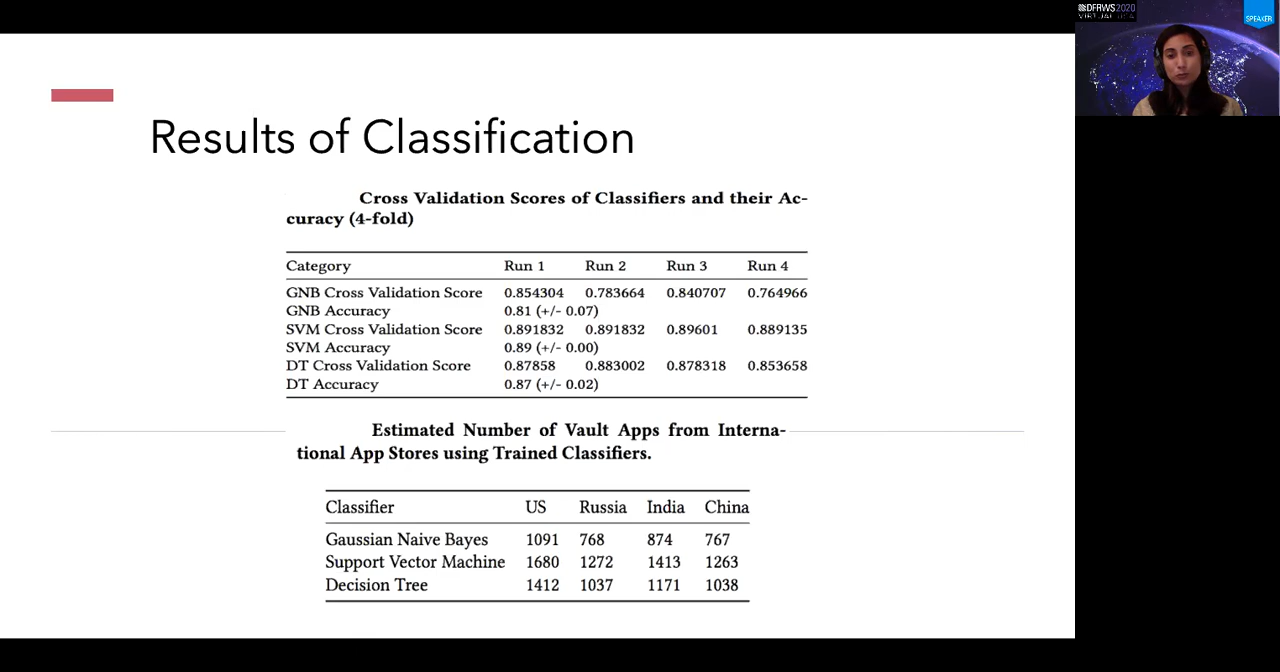 DFRWS2020
VIRTUAL USA
SPEAKER
Results of Classification
Cross Validation Scores of Classifiers and their Ac-
curacy (4-fold)
Category Run 1 Run 2 Run 3 Run 4
GNB Cross Validation Score 0.854304 0.783664 0.840707 0.764966
GNB Accuracy 0.81 (+/- 0.07)
SVM Cross Validation Score 0.891832 0.891832 0.89601 0.889135
SVM Accuracy 0.89 (+/- 0.00)
DT Cross Validation Score 0.87858 0.883002 0.878318 0.853658
DT Accuracy 0.87 (+/- 0.02)
Estimated Number of Vault Apps from Interna-
tional App Stores using Trained Classifiers.
Classifier US Russia India China
Gaussian Naive Bayes 1091 768 874 767
Support Vector Machine 1680 1272 1413 1263
Decision Tree 1412 1037 1171 1038